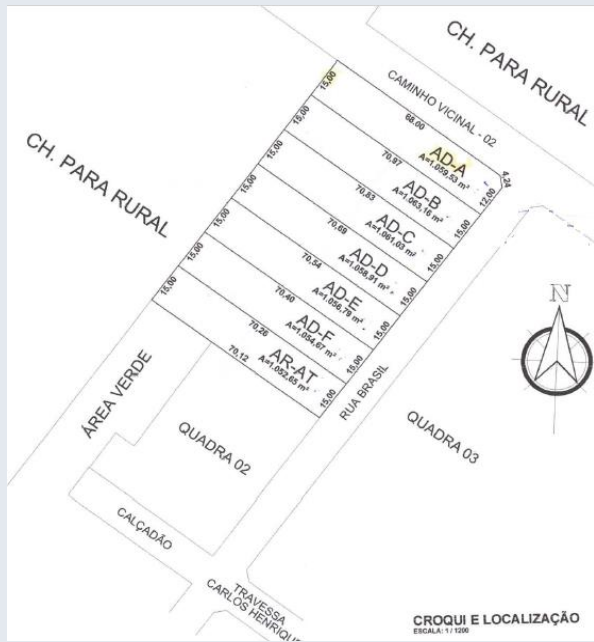 CH. PARA RURAL
CAMINHO VICINAL - 02
15,00
68.00
AD-A
A=1.059,53 m²
4,24
12,00
CH. PARA RURAL
15,00
70,97
AD-B
A=1.063,16 m²
15,00
15,00
70,83
AD-C
A=1.061,03 m²
15,00
15,00
70,69
AD-D
A=1.058,91 m²
15,00
15,00
70,54
AD-E
A=1.056,79 m²
15,00
15,00
70,40
AD-F
A=1.054,67 m²
15,00
15,00
70,26
AR-AT
A=1.052,65 m²
15,00
70,12
N
RUA BRASIL
ÁREA VERDE
QUADRA 02
QUADRA 03
CALÇADÃO
TRAVESSA
CARLOS HENRIQU
CROQUI E LOCALIZAÇÃO
ESCALA: 1 / 1200